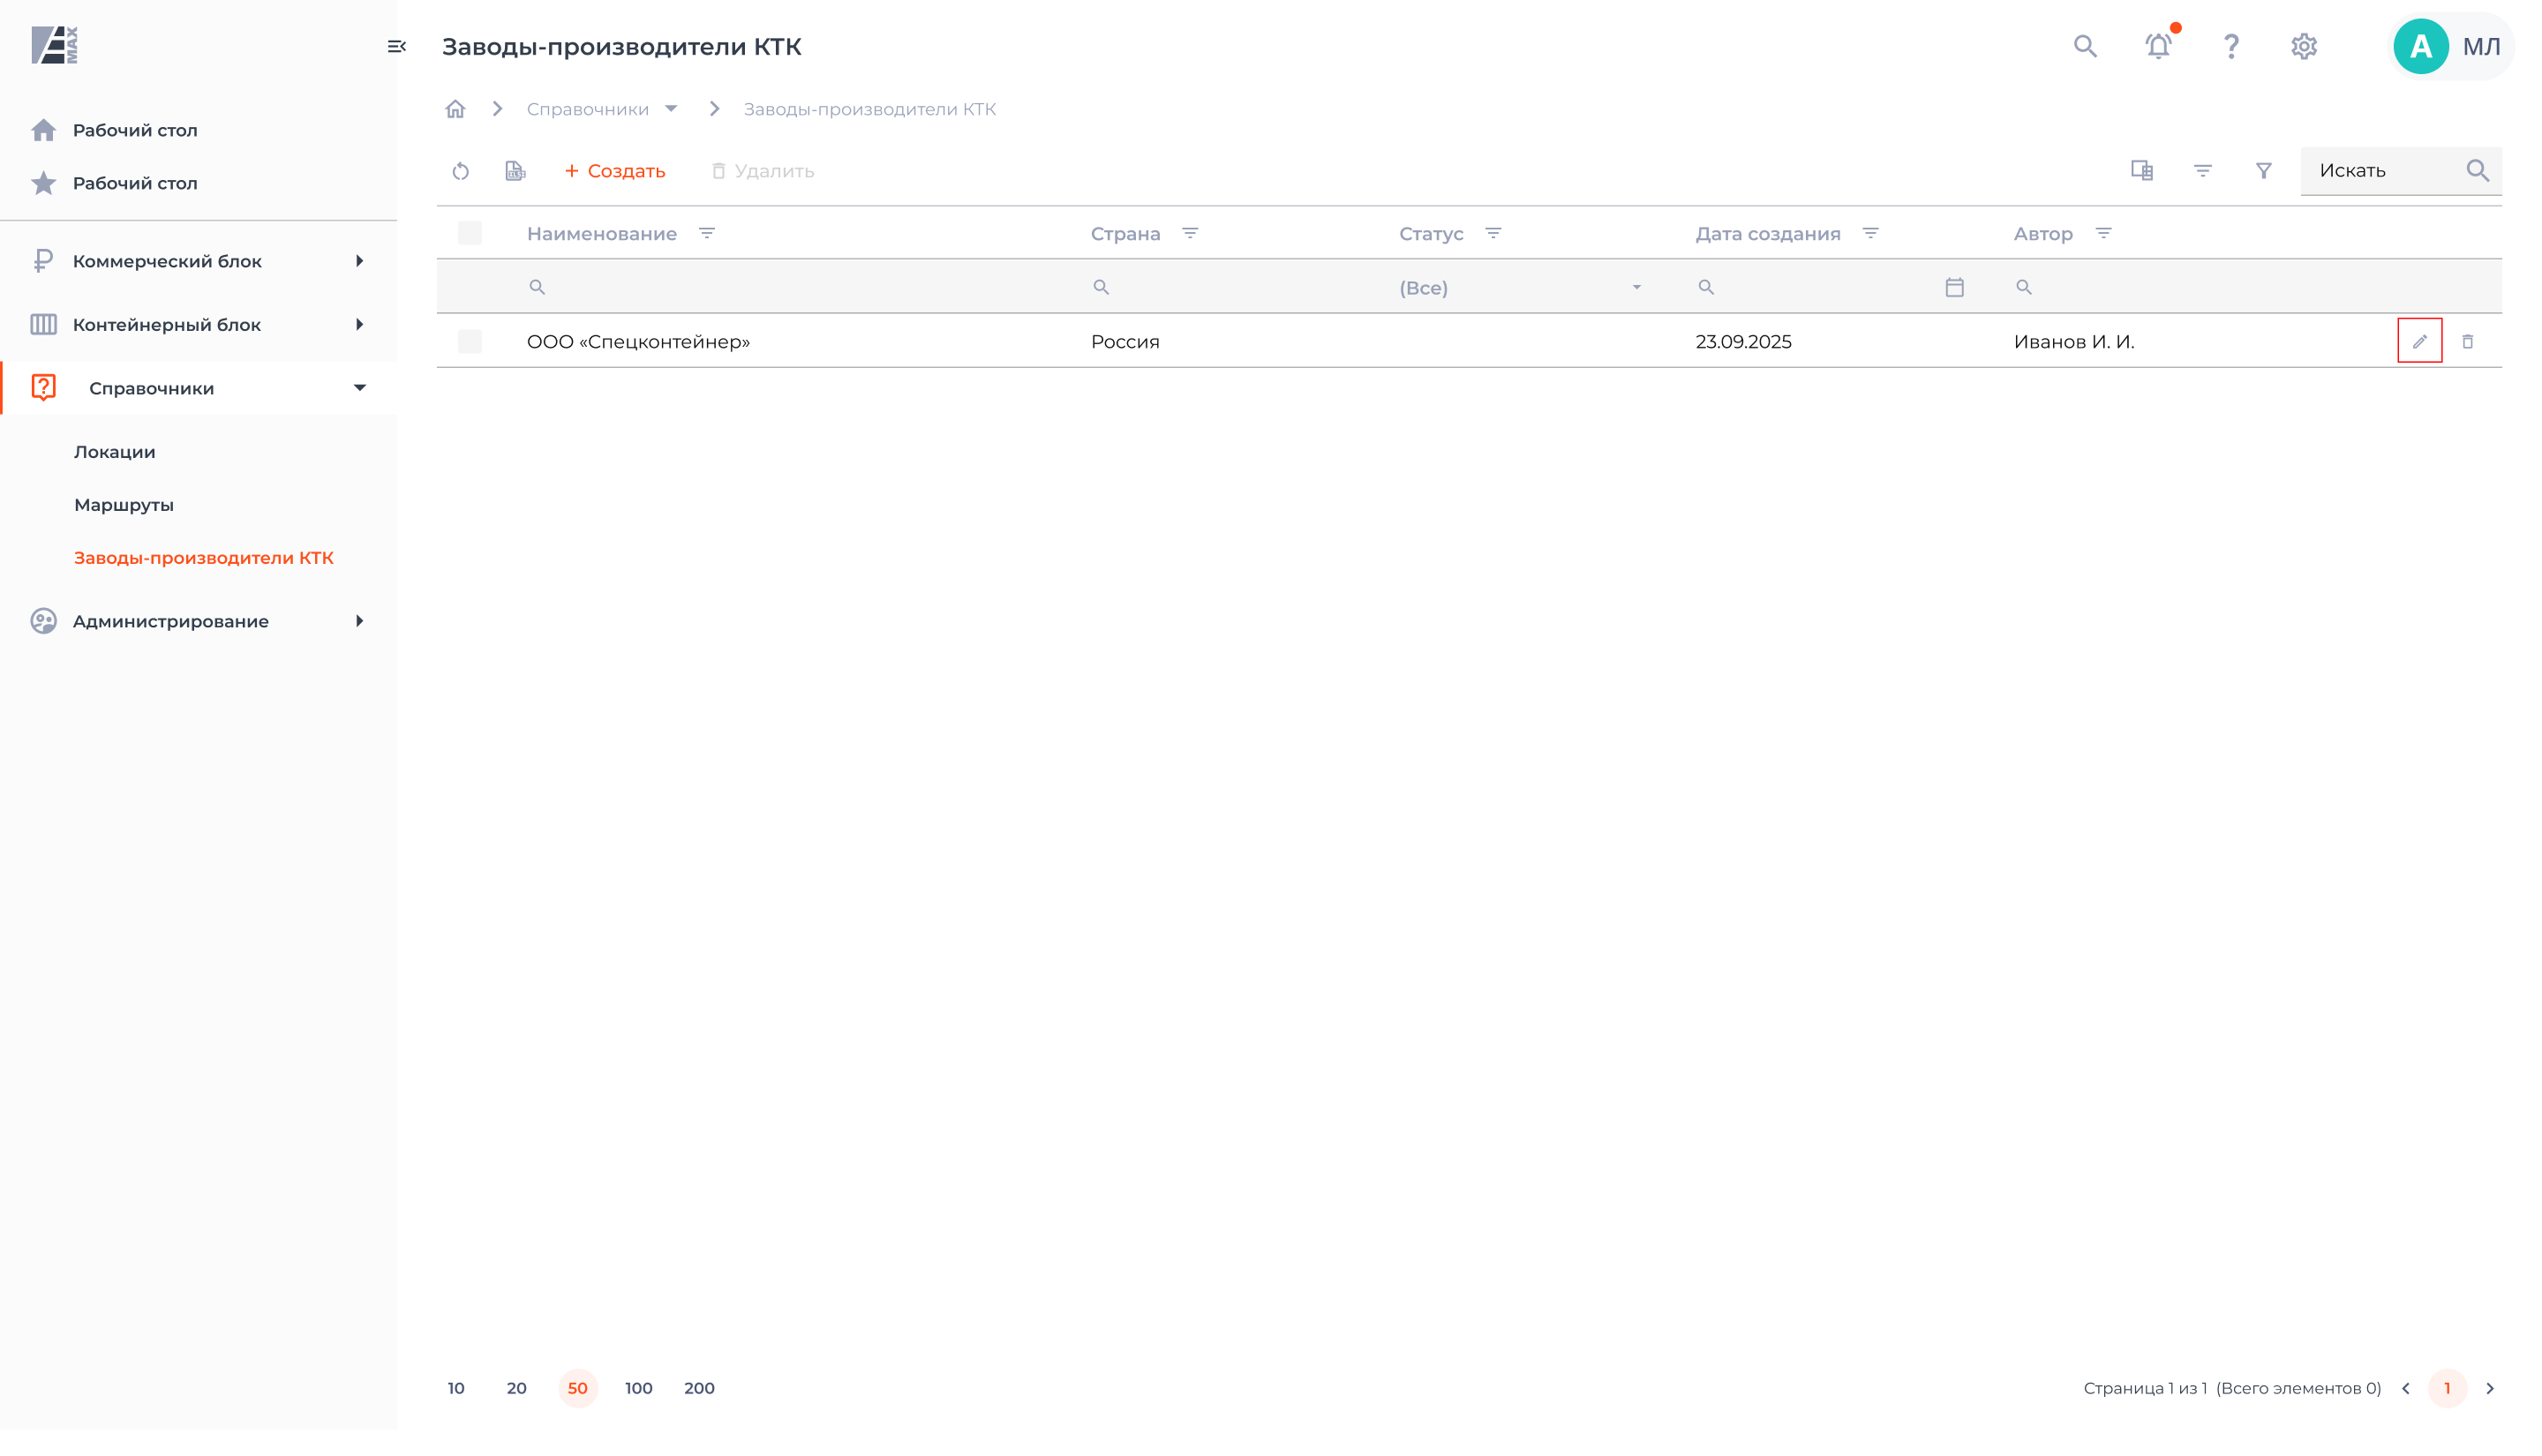 MAX
Заводы-производители КТК
А МЛ
Справочники Заводы-производители КТК
+ Создать Удалить Искать
Рабочий стол
Рабочий стол
Коммерческий блок
Контейнерный блок
Справочники
Локации
Маршруты
Заводы-производители КТК
Администрирование
Наименование Страна Статус Дата создания Автор
(Все)
ООО «Спецконтейнер» Россия 23.09.2025 Иванов И. И.
10 20 50 100 200 Страница 1 из 1 (Всего элементов 0) 1